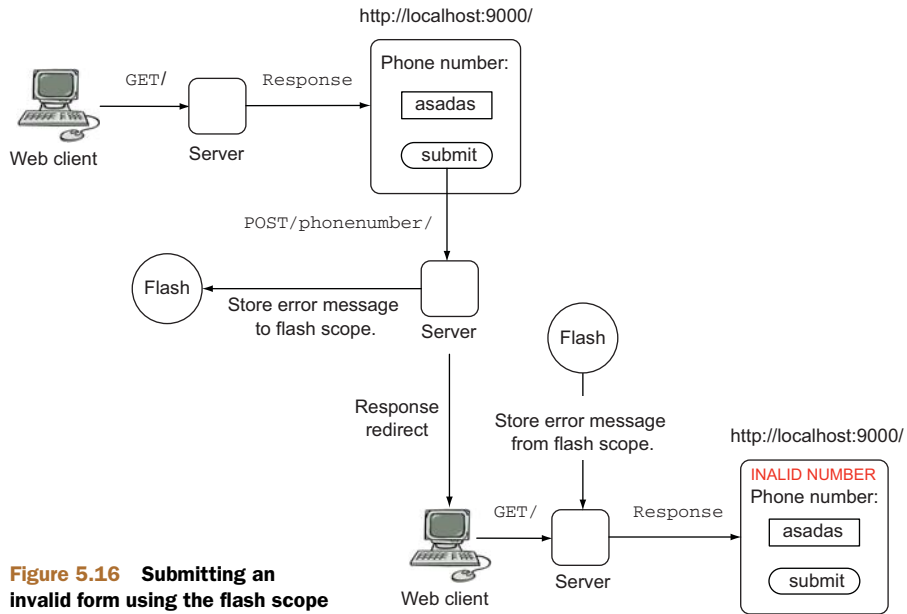 http://localhost:9000/
Phone number:
asadas
submit
GET/
Response
Web client
Server
POST/phonenumber/
Flash
Store error message
to flash scope.
Server
Flash
Response
redirect
Store error message
from flash scope.
http://localhost:9000/
INALID NUMBER
Phone number:
asadas
submit
GET/
Response
Web client
Server
Figure 5.16 Submitting an
invalid form using the flash scope